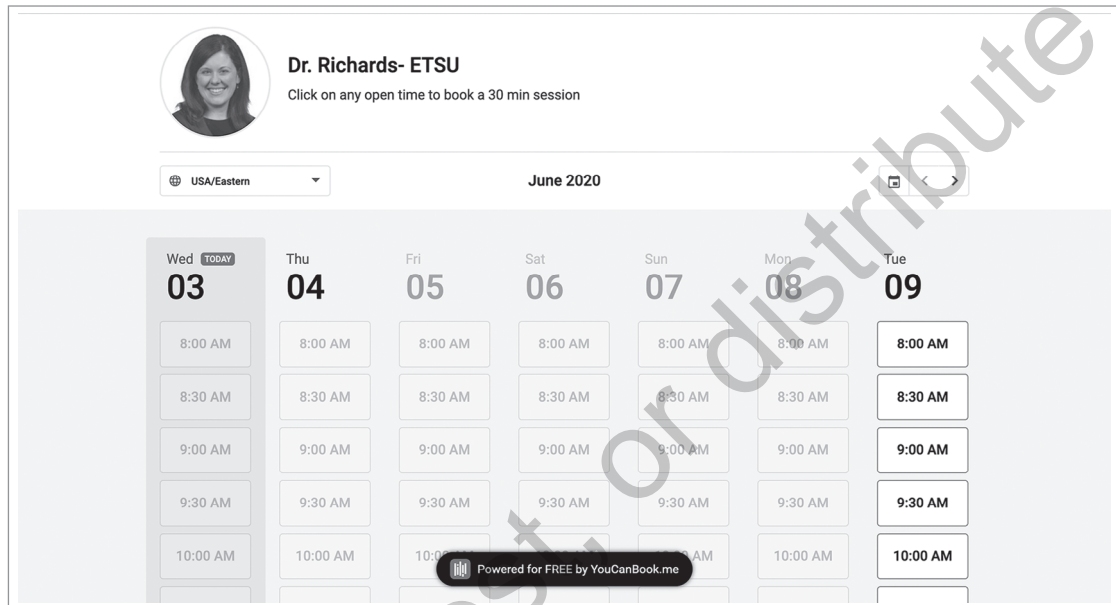 Dr. Richards- ETSU
Click on any open time to book a 30 min session
USA/Eastern
June 2020
Wed TODAY Thu Fri Sat Sun Mon Tue
03 04 05 06 07 08 09
8:00 AM 8:00 AM 8:00 AM 8:00 AM 8:00 AM 8:00 AM 8:00 AM
8:30 AM 8:30 AM 8:30 AM 8:30 AM 8:30 AM 8:30 AM 8:30 AM
9:00 AM 9:00 AM 9:00 AM 9:00 AM 9:00 AM 9:00 AM 9:00 AM
9:30 AM 9:30 AM 9:30 AM 9:30 AM 9:30 AM 9:30 AM 9:30 AM
10:00 AM 10:00 AM AM 10:00 AM 10:00 AM
Powered for FREE by YouCanBook.me
or distribute